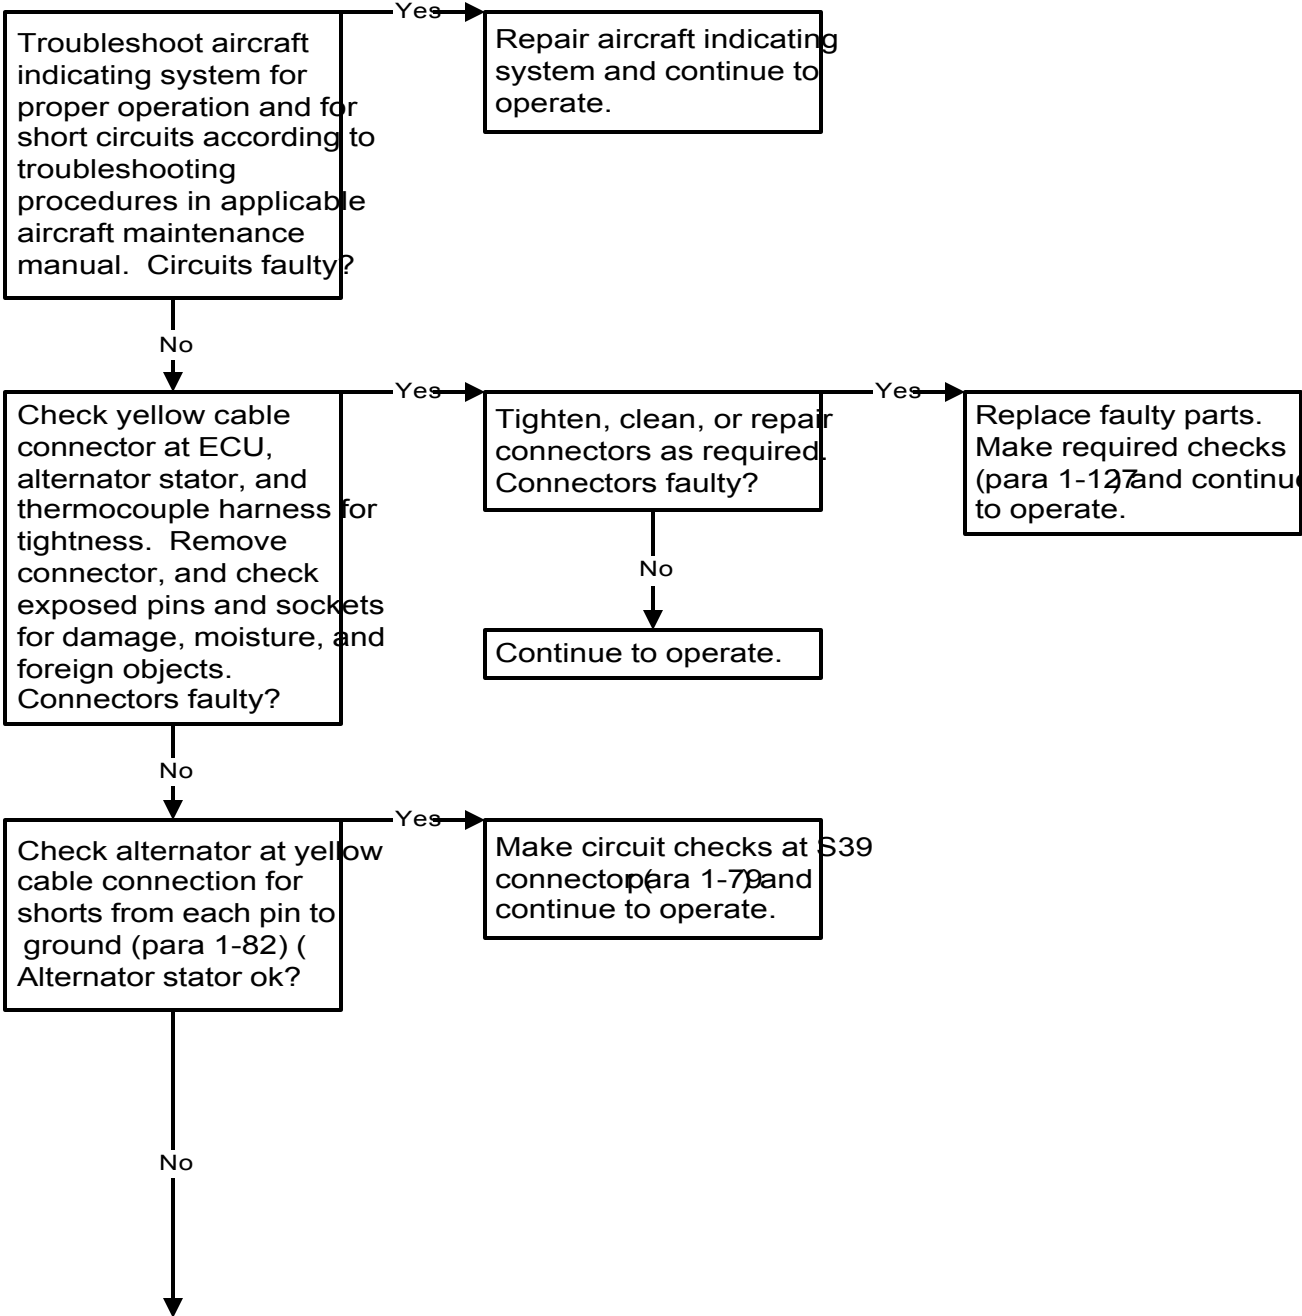 Yes
Troubleshoot aircraft
indicating system for
proper operation and for
short circuits according to
troubleshooting
procedures in applicable
aircraft maintenance
manual.  Circuits faulty?
Repair aircraft indicating
system and continue to
operate.
No
Yes
Yes
Check yellow cable
connector at ECU,
alternator stator, and
thermocouple harness for
tightness.  Remove
connector, and check
exposed pins and sockets
for damage, moisture, and
foreign objects.
Connectors faulty?
Tighten, clean, or repair
connectors as required.
Connectors faulty?
Replace faulty parts.
Make required checks
(para 1-127) and continue
to operate.
No
Continue to operate.
No
Yes
Check alternator at yellow
cable connection for
shorts from each pin to
ground (para 1-82) (
Alternator stator ok?
Make circuit checks at S39
connector (para 1-79) and
continue to operate.
No